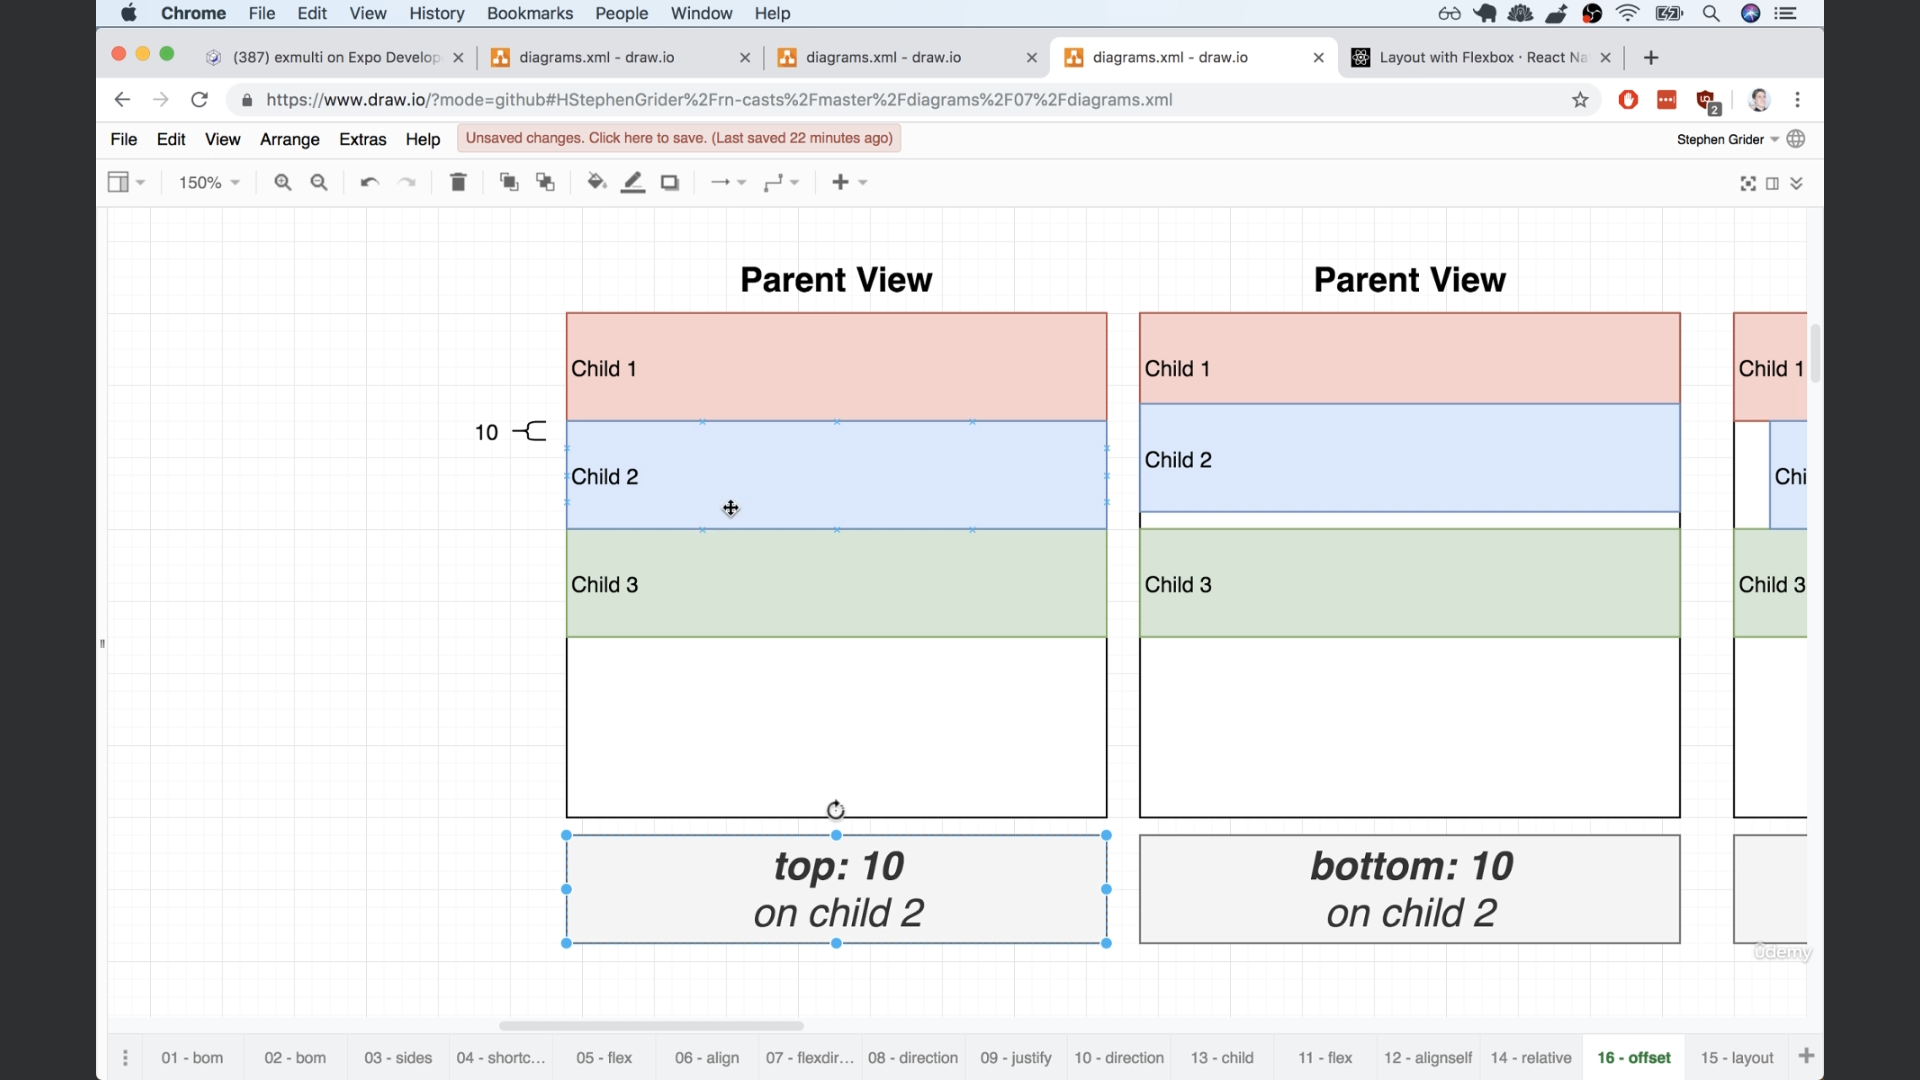 Chrome File Edit View History Bookmarks People Window Help
(387) exmulti on Expo Develop
diagrams.xml - draw.io
diagrams.xml - draw.io
diagrams.xml - draw.io
Layout with Flexbox · React Na
https://www.draw.io/?mode=github#HStephenGrider%2Frn-casts%2Fmaster%2Fdiagrams%2F07%2Fdiagrams.xml
2
File Edit View Arrange Extras Help
Unsaved changes. Click here to save. (Last saved 22 minutes ago)
Stephen Grider
150%
Parent View
Parent View
Child 1
Child 1
Child 1
10
Child 2
Child 2
Chi
Child 3
Child 3
Child 3
top: 10
on child 2
bottom: 10
on child 2
ûdemy
01 - bom
02 - bom
03 - sides
04 - shortc...
05 - flex
06 - align
07 - flexdir...
08 - direction
09 - justify
10 - direction
13 - child
11 - flex
12 - alignself
14 - relative
16 - offset
15 - layout